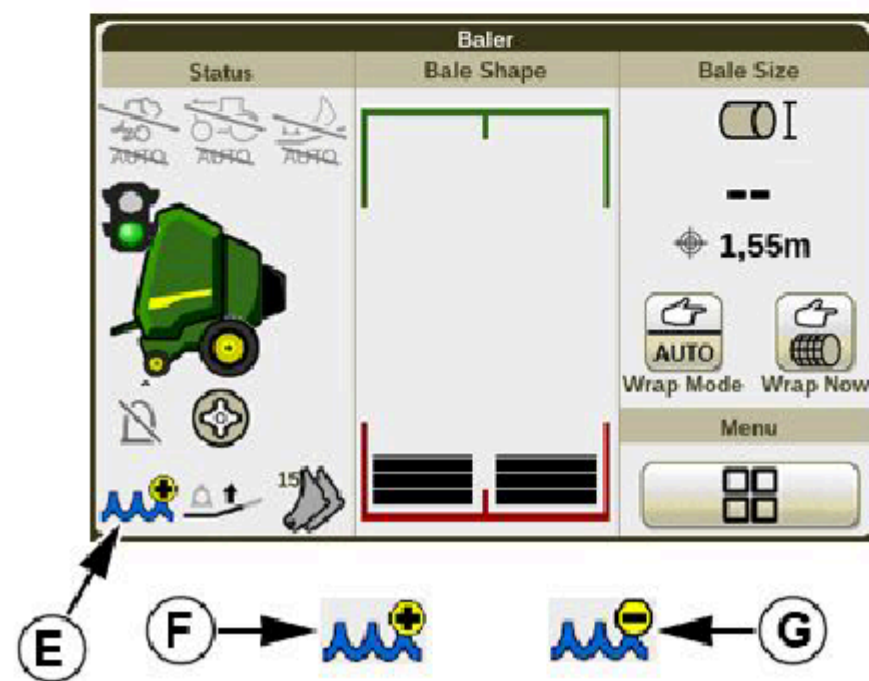 Baler
Status
Bale Shape
Bale Size
AUTO
AUTO
AUTO
--
1,55m
AUTO
Wrap Mode
Wrap Now
Menu
15
E
F
G